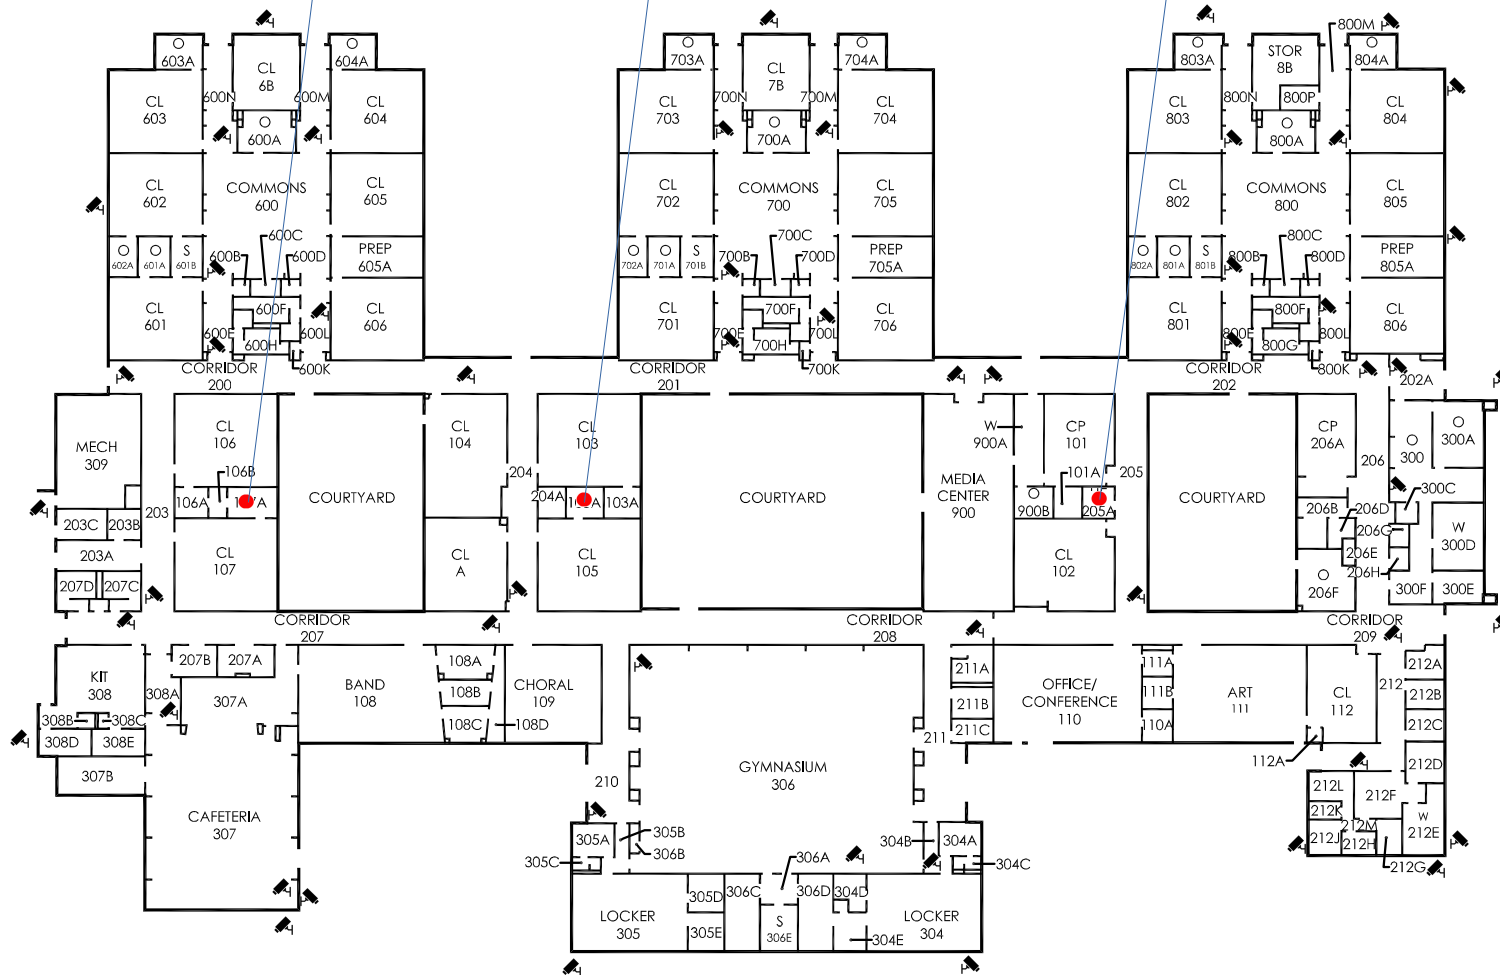 603A
604A
CL
6B
CL
603
600N
600M
CL
604
600A
CL
602
COMMONS
600
CL
605
602A
601A
S
601B
600B
600C
600D
PREP
605A
CL
601
600F
600E
600H
600L
600K
CL
606
703A
704A
CL
7B
CL
703
700N
700M
CL
704
700A
CL
702
COMMONS
700
CL
705
702A
701A
S
701B
700B
700C
700D
PREP
705A
CL
701
700F
700E
700H
700L
700K
CL
706
803A
804A
800M
STOR
8B
800P
CL
803
800N
CL
804
800A
CL
802
COMMONS
800
CL
805
802A
801A
S
801B
800B
800C
800D
PREP
805A
CL
801
800F
800E
800G
800L
800K
CL
806
CORRIDOR
200
CORRIDOR
201
CORRIDOR
202
202A
MECH
309
CL
106
106B
106A
203
203C
203B
203A
207D
207C
CL
107
COURTYARD
CL
104
204
CL
A
CL
103
204A
103A
CL
105
COURTYARD
MEDIA
CENTER
900
W
900A
CP
101
101A
900B
205A
205
CL
102
COURTYARD
CP
206A
206
206B
206D
206G
206E
206H
206F
300
300A
300C
W
300D
300F
300E
CORRIDOR
207
CORRIDOR
208
CORRIDOR
209
KIT
308
308A
308B
308C
308D
308E
307B
207B
207A
307A
CAFETERIA
307
BAND
108
108A
108B
108C
108D
CHORAL
109
210
GYMNASIUM
306
211
211A
211B
211C
OFFICE/
CONFERENCE
110
111A
111B
110A
ART
111
CL
112
112A
212
212A
212B
212C
212D
212L
212K
212J
212F
212M
212H
212G
W
212E
305A
305B
306B
305C
304B
304A
304C
306A
LOCKER
305
305D
305E
306C
S
306E
306D
304D
304E
LOCKER
304